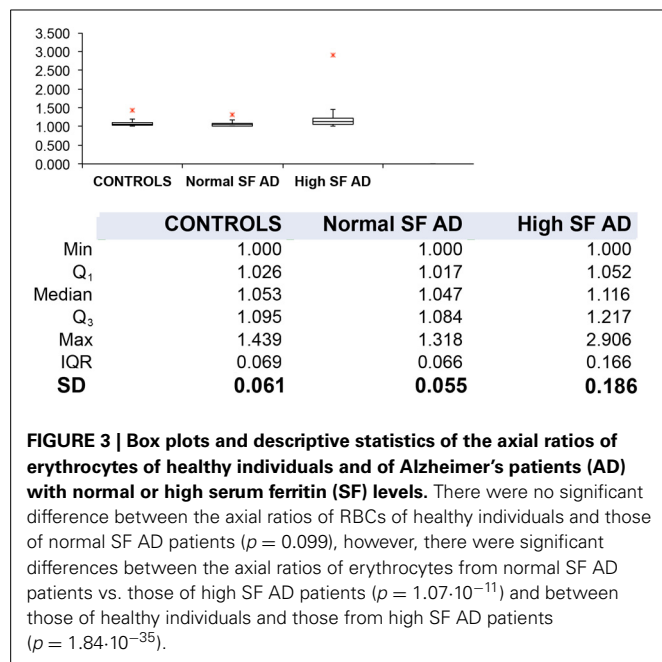 3.500
3.000
2.500
2.000
1.500
1.000
0.500
0.000
CONTROLS Normal SF AD High SF AD
CONTROLS Normal SF AD High SF AD
Min 1.000 1.000 1.000
Q₁ 1.026 1.017 1.052
Median 1.053 1.047 1.116
Q₃ 1.095 1.084 1.217
Max 1.439 1.318 2.906
IQR 0.069 0.066 0.166
SD 0.061 0.055 0.186
FIGURE 3 | Box plots and descriptive statistics of the axial ratios of
erythrocytes of healthy individuals and of Alzheimer's patients (AD)
with normal or high serum ferritin (SF) levels. There were no significant
difference between the axial ratios of RBCs of healthy individuals and those
of normal SF AD patients (p = 0.099), however, there were significant
differences between the axial ratios of erythrocytes from normal SF AD
patients vs. those of high SF AD patients (p = 1.07·10⁻¹¹) and between
those of healthy individuals and those from high SF AD patients
(p = 1.84·10⁻³⁵).